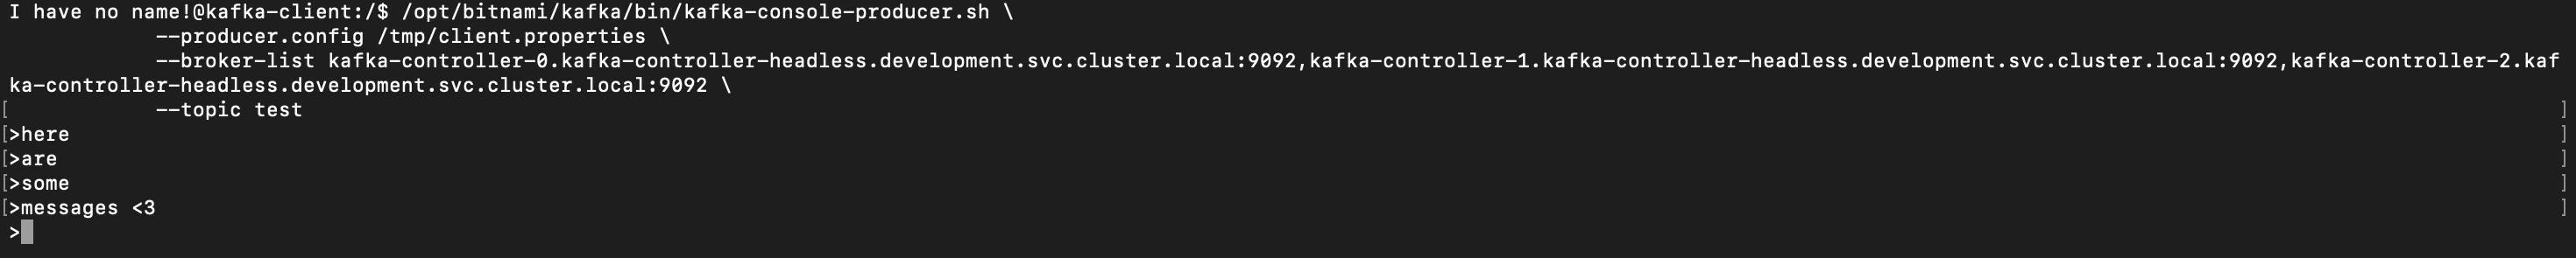 I have no name!@kafka-client:/$ /opt/bitnami/kafka/bin/kafka-console-producer.sh \
            --producer.config /tmp/client.properties \
            --broker-list kafka-controller-0.kafka-controller-headless.development.svc.cluster.local:9092,kafka-controller-1.kafka-controller-headless.development.svc.cluster.local:9092,kafka-controller-2.kaf
ka-controller-headless.development.svc.cluster.local:9092 \
[            --topic test ]
[>here ]
[>are ]
[>some ]
[>messages <3 ]
>